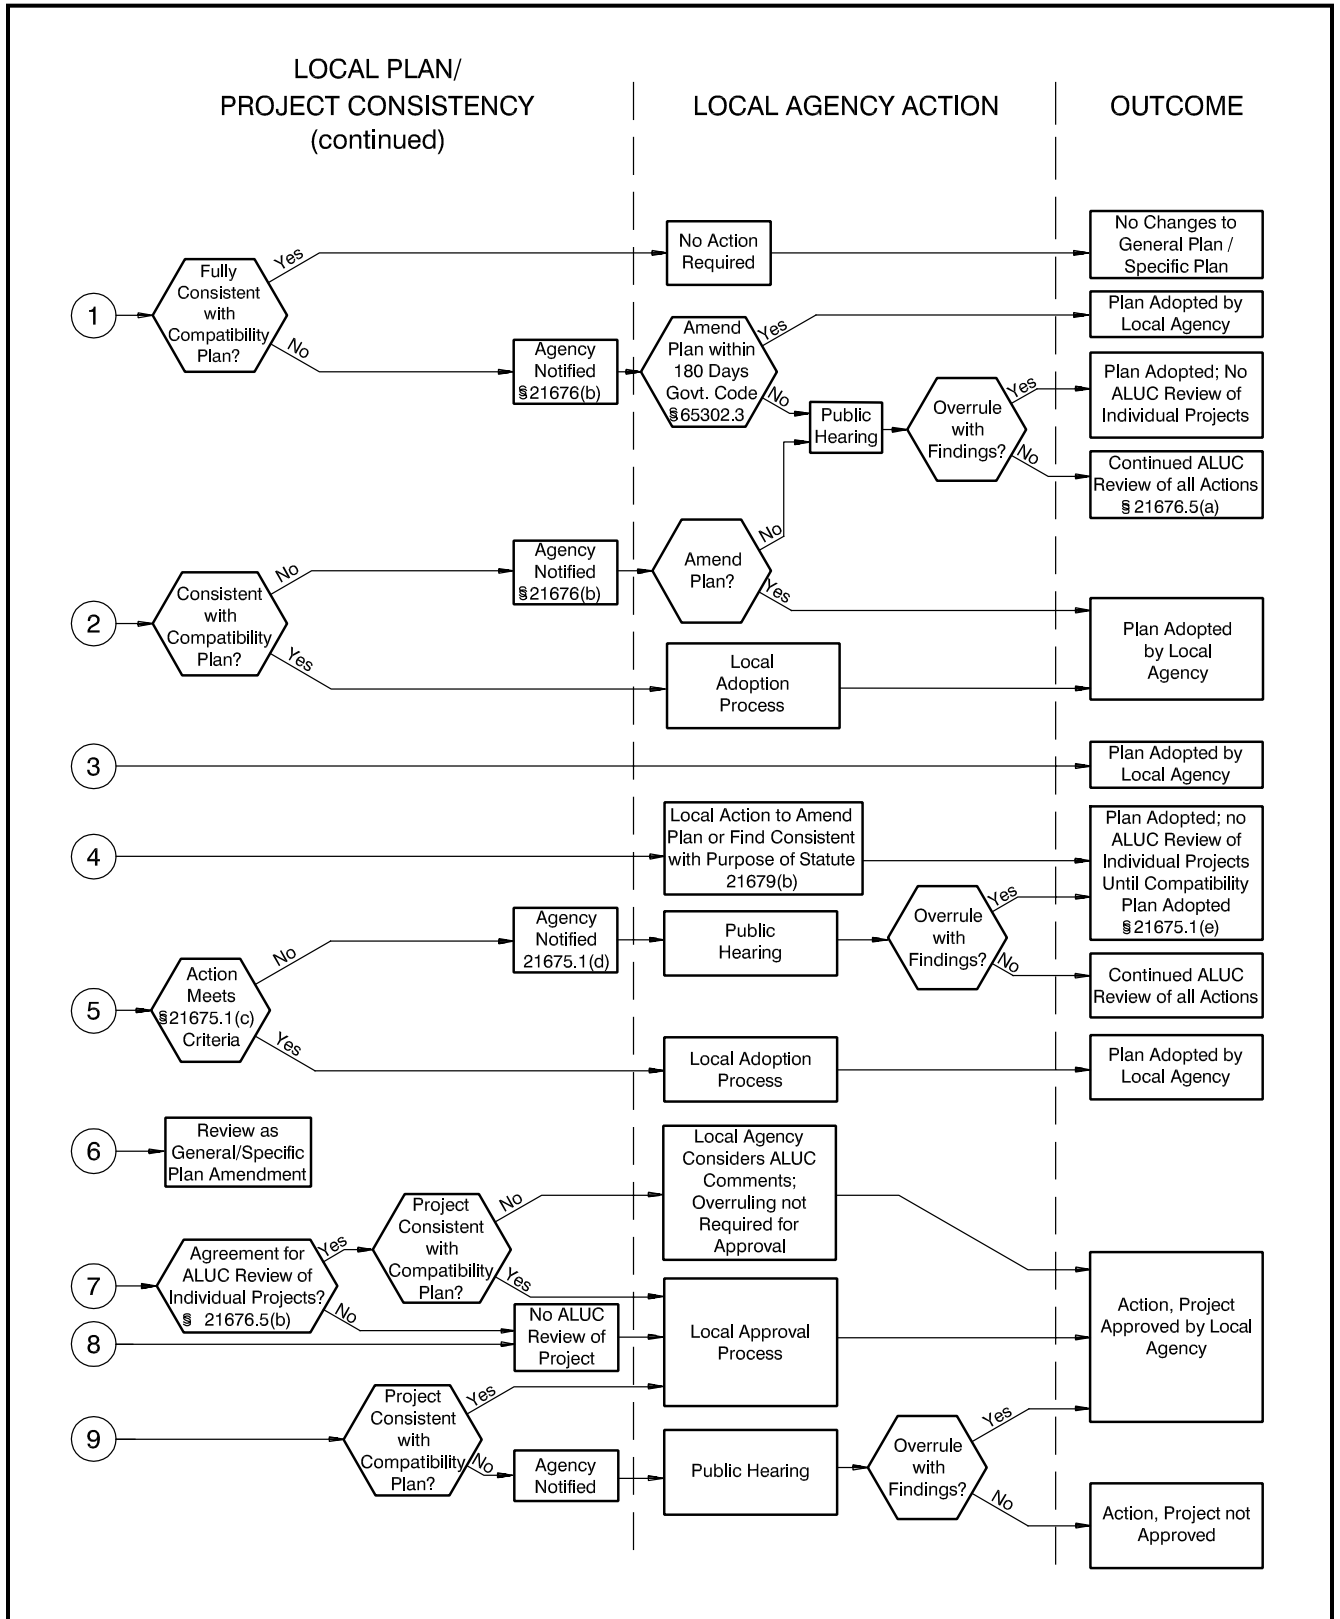 LOCAL PLAN/
PROJECT CONSISTENCY
(continued)
LOCAL AGENCY ACTION
OUTCOME
1
Fully
Consistent
with
Compatibility
Plan?
Yes
No
No Action
Required
No Changes to
General Plan /
Specific Plan
Agency
Notified
§21676(b)
Amend
Plan within
180 Days
Govt. Code
§65302.3
Yes
No
Plan Adopted by
Local Agency
Public
Hearing
Overrule
with
Findings?
Yes
No
Plan Adopted; No
ALUC Review of
Individual Projects
Continued ALUC
Review of all Actions
§21676.5(a)
2
Consistent
with
Compatibility
Plan?
No
Yes
Agency
Notified
§21676(b)
Amend
Plan?
No
Yes
Local
Adoption
Process
Plan Adopted
by Local
Agency
3
Plan Adopted by
Local Agency
4
Local Action to Amend
Plan or Find Consistent
with Purpose of Statute
21679(b)
Plan Adopted; no
ALUC Review of
Individual Projects
Until Compatibility
Plan Adopted
§21675.1(e)
5
Action
Meets
§21675.1(c)
Criteria
No
Yes
Agency
Notified
21675.1(d)
Public
Hearing
Overrule
with
Findings?
Yes
No
Continued ALUC
Review of all Actions
Local Adoption
Process
Plan Adopted by
Local Agency
6
Review as
General/Specific
Plan Amendment
7
Agreement for
ALUC Review of
Individual Projects?
§ 21676.5(b)
Yes
No
Project
Consistent
with
Compatibility
Plan?
No
Yes
Local Agency
Considers ALUC
Comments;
Overruling not
Required for
Approval
8
No ALUC
Review of
Project
Local Approval
Process
Action, Project
Approved by Local
Agency
9
Project
Consistent
with
Compatibility
Plan?
Yes
No
Agency
Notified
Public Hearing
Overrule
with
Findings?
Yes
No
Action, Project not
Approved